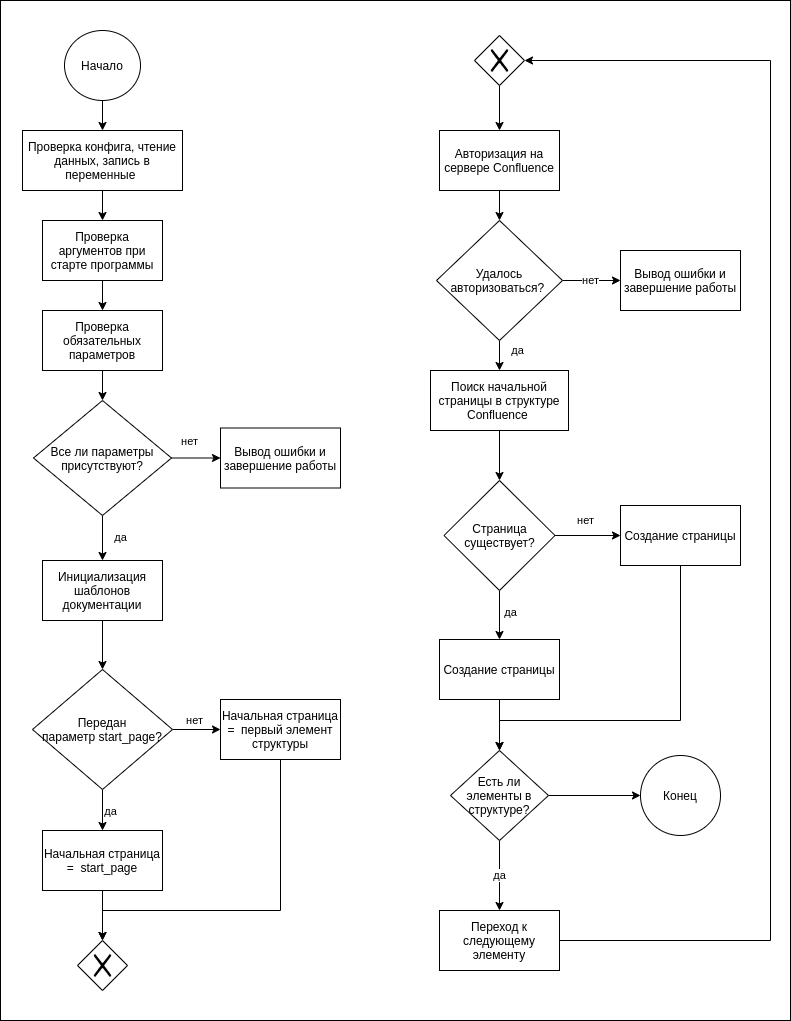 Начало
Проверка конфига, чтение
данных, запись в
переменные
Проверка
аргументов при
старте программы
Проверка
обязательных
параметров
Все ли параметры
присутствуют?
нет
Вывод ошибки и
завершение работы
да
Инициализация
шаблонов
документации
Передан
параметр start_page?
нет
Начальная страница
= первый элемент
структуры
да
Начальная страница
= start_page
X
X
Авторизация на
сервере Confluence
Удалось
авторизоваться?
нет
Вывод ошибки и
завершение работы
да
Поиск начальной
страницы в структуре
Confluence
Страница
существует?
нет
Создание страницы
да
Создание страницы
Есть ли
элементы в
структуре?
Конец
да
Переход к
следующему
элементу